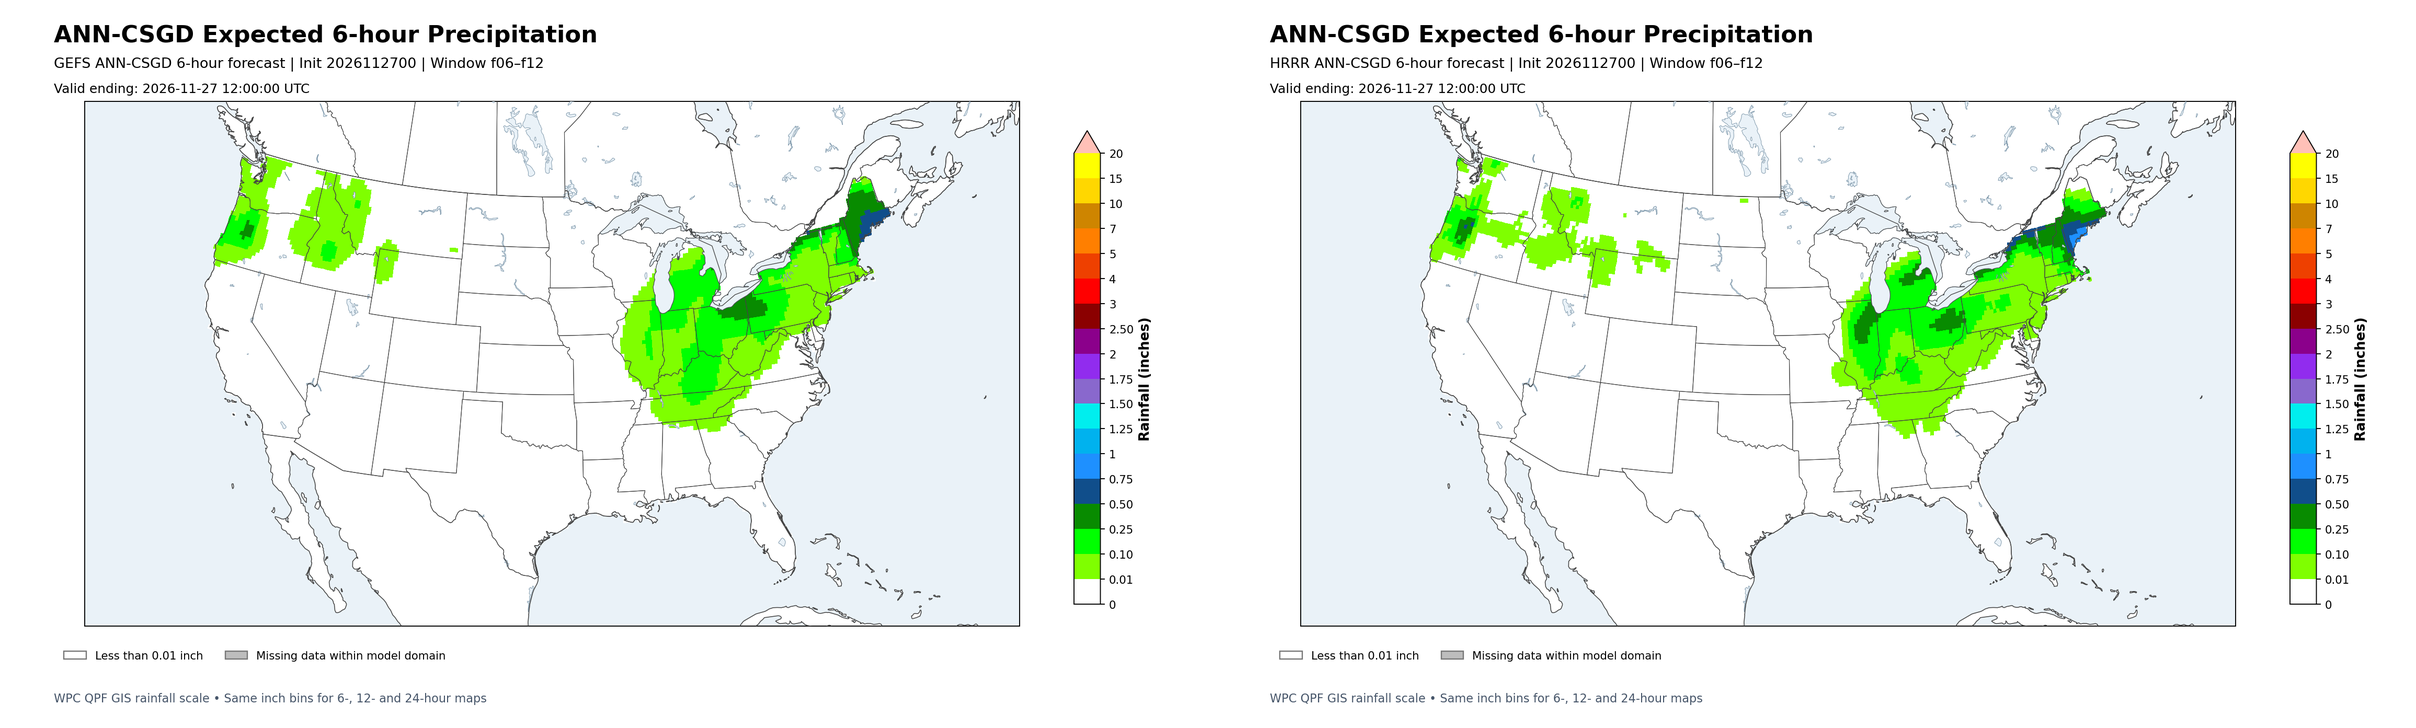 ANN-CSGD Expected 6-hour Precipitation
GEFS ANN-CSGD 6-hour forecast | Init 2026112700 | Window f06–f12
Valid ending: 2026-11-27 12:00:00 UTC
20
15
10
7
5
4
3
2.50
2
1.75
1.50
1.25
1
0.75
0.50
0.25
0.10
0.01
0
Rainfall (inches)
Less than 0.01 inch
Missing data within model domain
WPC QPF GIS rainfall scale • Same inch bins for 6-, 12- and 24-hour maps
ANN-CSGD Expected 6-hour Precipitation
HRRR ANN-CSGD 6-hour forecast | Init 2026112700 | Window f06–f12
Valid ending: 2026-11-27 12:00:00 UTC
20
15
10
7
5
4
3
2.50
2
1.75
1.50
1.25
1
0.75
0.50
0.25
0.10
0.01
0
Rainfall (inches)
Less than 0.01 inch
Missing data within model domain
WPC QPF GIS rainfall scale • Same inch bins for 6-, 12- and 24-hour maps